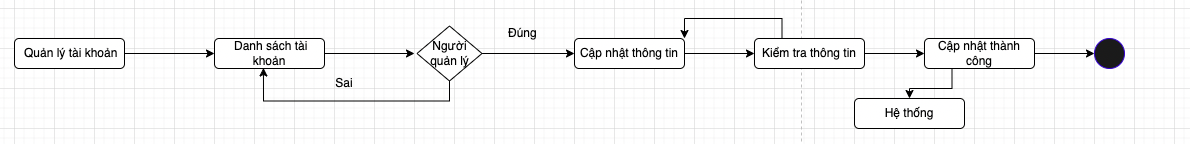 Quản lý tài khoản
Danh sách tài
khoản
Người
quản lý
Đúng
Sai
Cập nhật thông tin
Kiểm tra thông tin
Cập nhật thành
công
Hệ thống